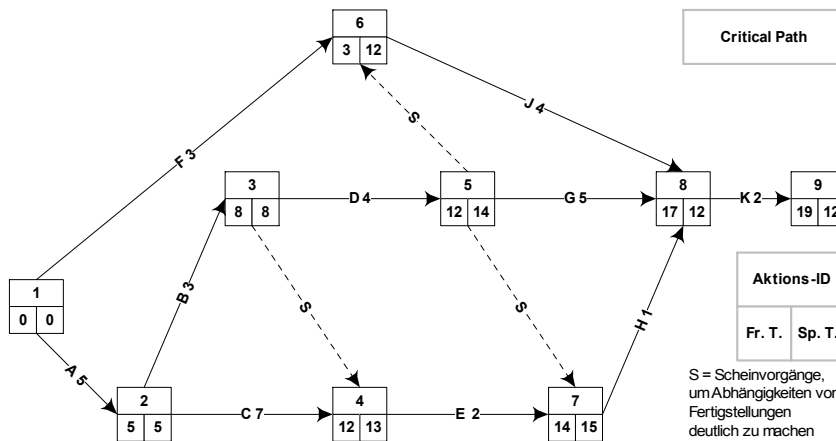 6
3 12
Critical Path
J 4
F 3
S
3
8 8
D 4
5
12 14
G 5
8
17 12
K 2
9
19 12
B 3
S
S
H 1
1
0 0
Aktions-ID
Fr. T. Sp. T.
A 5
2
5 5
C 7
4
12 13
E 2
7
14 15
S = Scheinvorgänge,
um Abhängigkeiten von
Fertigstellungen
deutlich zu machen